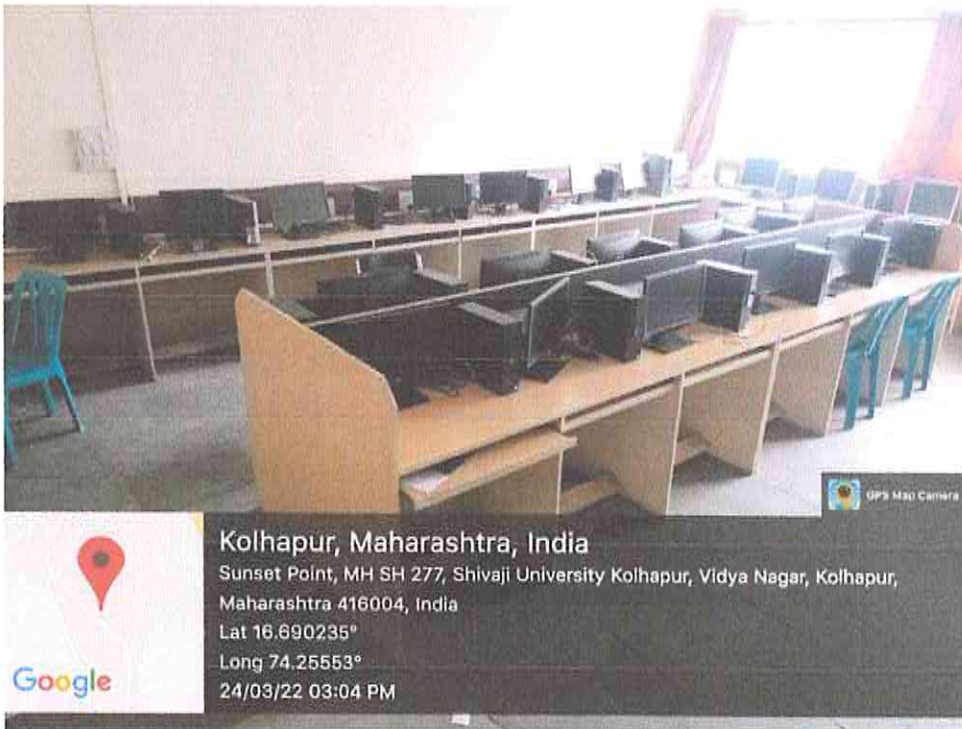 GPS Map Camera
Kolhapur, Maharashtra, India
Sunset Point, MH SH 277, Shivaji University Kolhapur, Vidya Nagar, Kolhapur,
Maharashtra 416004, India
Lat 16.690235°
Long 74.25553°
24/03/22 03:04 PM
Google